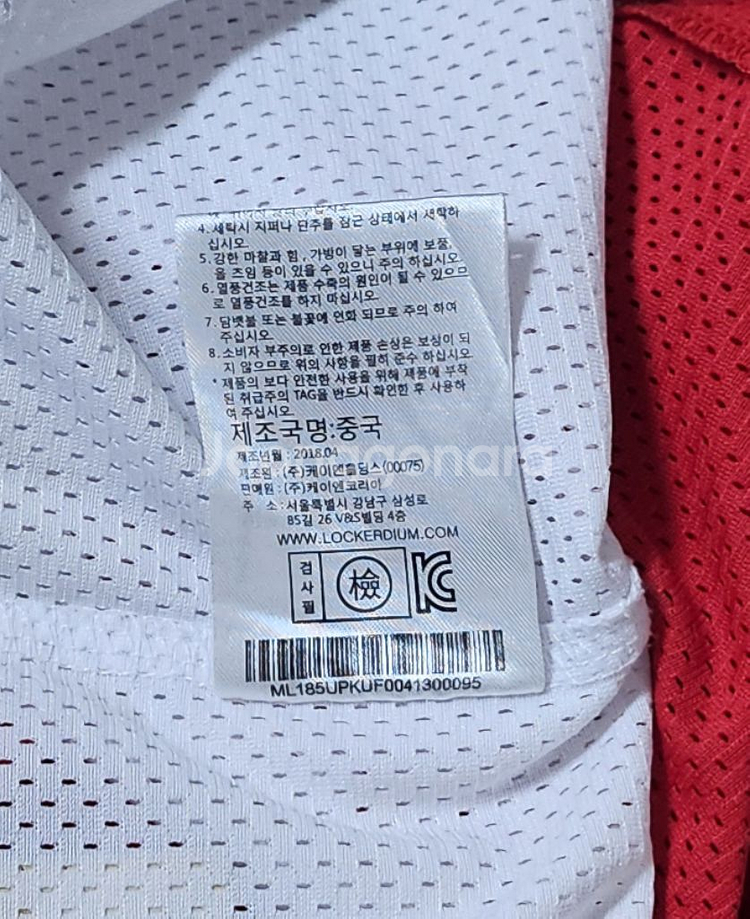 4. 세탁시 지퍼나 단추를 잠근 상태에서 세탁하
십시오.
5. 강한 마찰과 힘, 가방이 닿는 부위에 보풀,
올 츠임 등이 있을 수 있으니 주의 하십시오.
6. 열풍건조는 제품 수축의 원인이 될 수 있으므
로 열풍건조를 하지 마십시오.
7. 담뱃불 또는 불꽃에 연화 되므로 주의 하여
주십시오.
8. 소비자 부주의로 인한 제품 손상은 보상이 되
지 않으므로 위의 사항을 필히 준수 하십시오.
* 제품의 보다 안전한 사용을 위해 제품에 부착
된 취급주의 TAG을 반드시 확인한 후 사용하
여 주십시오.
제조국명:중국
제조년월 : 2018.04
제조원 : (주)케이엔홀딩스(00075)
판매원 : (주)케이엔코리아
주 소 : 서울특별시 강남구 삼성로
85길 26 V&S빌딩 4층
WWW.LOCKERDIUM.COM
검사필
檢
ML185UPKUF0041300095